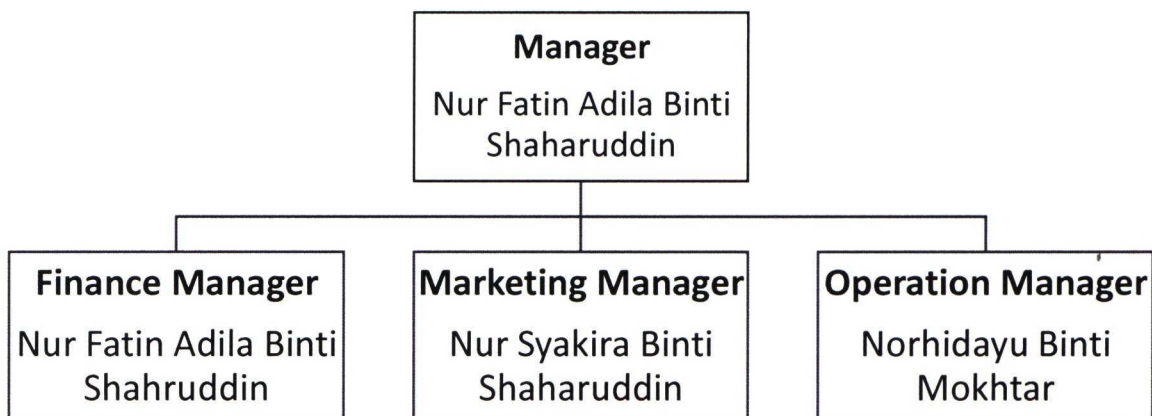 Manager
Nur Fatin Adila Binti
Shaharuddin
Finance Manager
Nur Fatin Adila Binti
Shahruddin
Marketing Manager
Nur Syakira Binti
Shaharuddin
Operation Manager
Norhidayu Binti
Mokhtar